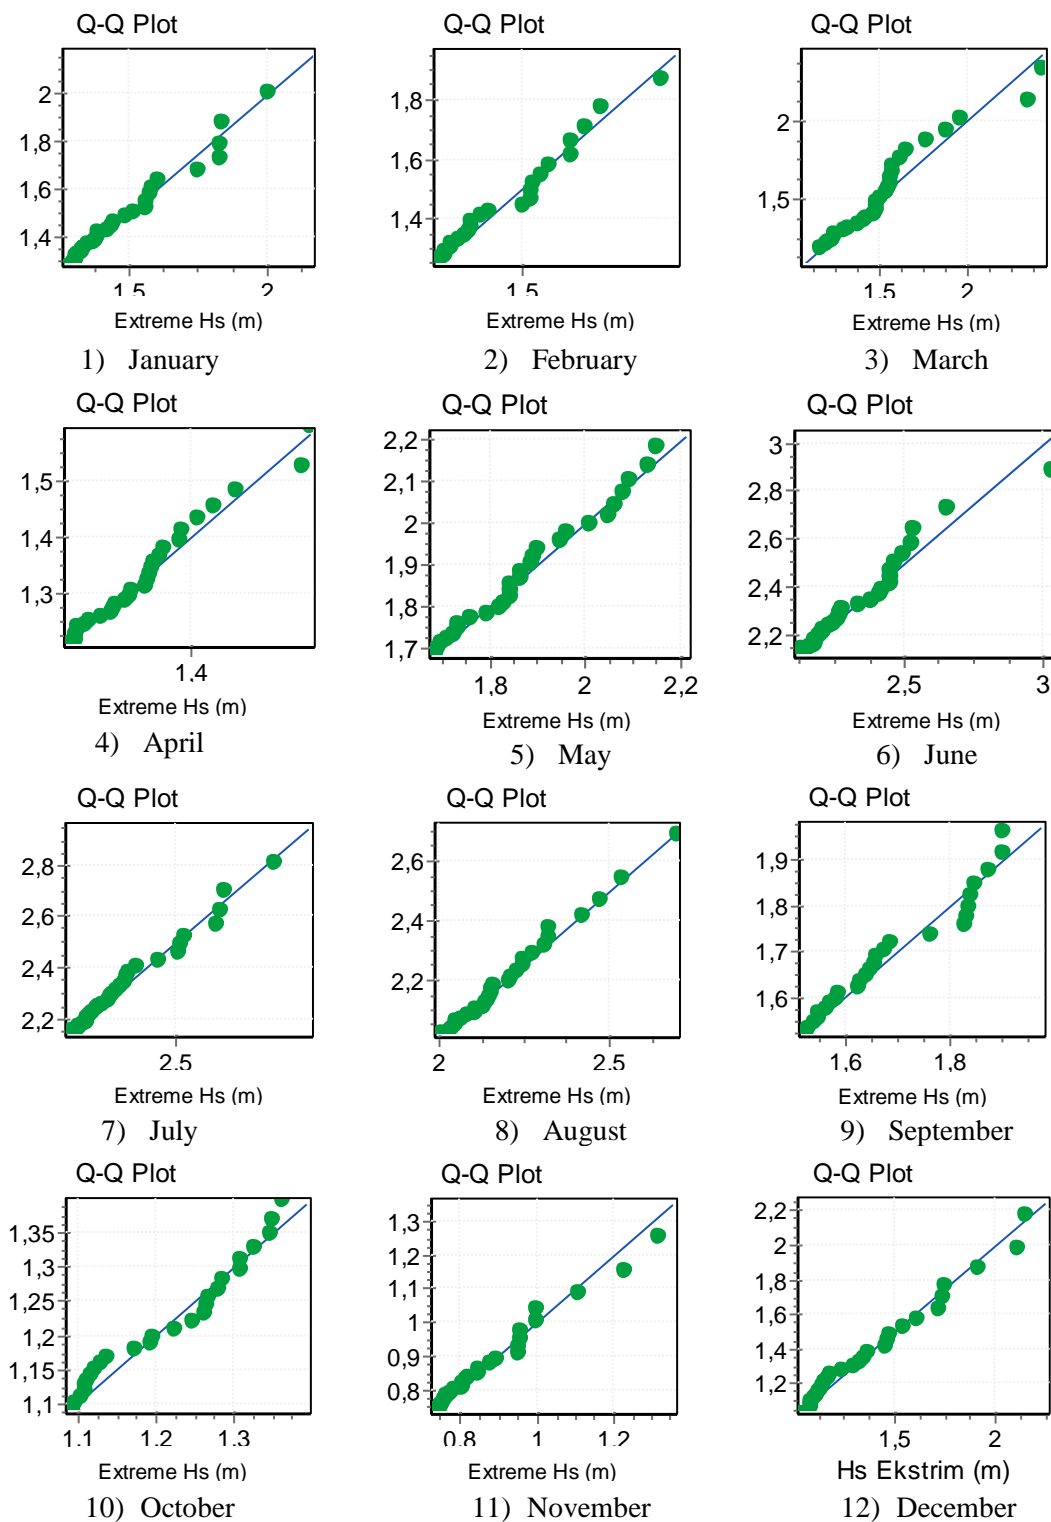 Q-Q Plot
2
1,8
1,6
1,4
1,5
2
Extreme Hs (m)
1) January
Q-Q Plot
1,8
1,6
1,4
1,5
Extreme Hs (m)
2) February
Q-Q Plot
2
1,5
1,5
2
Extreme Hs (m)
3) March
Q-Q Plot
1,5
1,4
1,3
1,4
Extreme Hs (m)
4) April
Q-Q Plot
2,2
2,1
2
1,9
1,8
1,7
1,8
2
2,2
Extreme Hs (m)
5) May
Q-Q Plot
3
2,8
2,6
2,4
2,2
2,5
3
Extreme Hs (m)
6) June
Q-Q Plot
2,8
2,6
2,4
2,2
2,5
Extreme Hs (m)
7) July
Q-Q Plot
2,6
2,4
2,2
2
2,5
Extreme Hs (m)
8) August
Q-Q Plot
1,9
1,8
1,7
1,6
1,6
1,8
Extreme Hs (m)
9) September
Q-Q Plot
1,35
1,3
1,25
1,2
1,15
1,1
1,1
1,2
1,3
Extreme Hs (m)
10) October
Q-Q Plot
1,3
1,2
1,1
1
0,9
0,8
0,8
1
1,2
Extreme Hs (m)
11) November
Q-Q Plot
2,2
2
1,8
1,6
1,4
1,2
1,5
2
Hs Ekstrim (m)
12) December